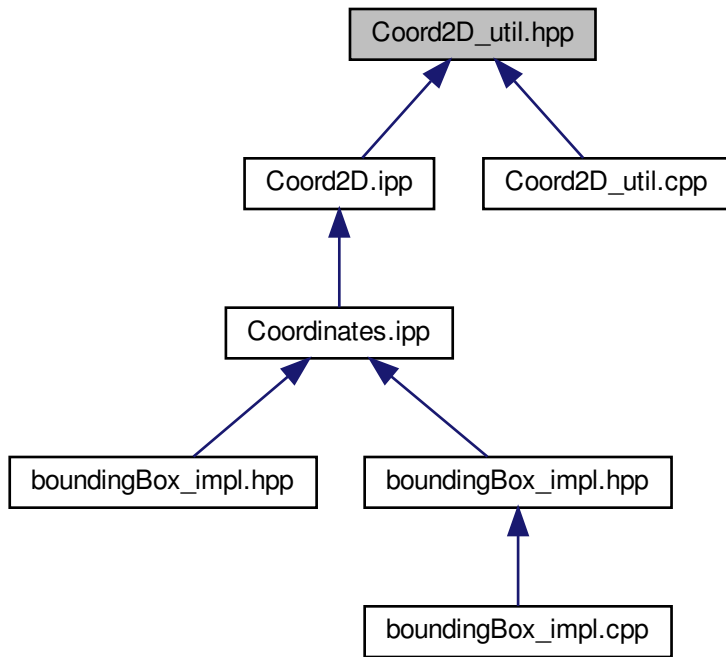 Coord2D_util.hpp
Coord2D.ipp
Coord2D_util.cpp
Coordinates.ipp
boundingBox_impl.hpp
boundingBox_impl.hpp
boundingBox_impl.cpp